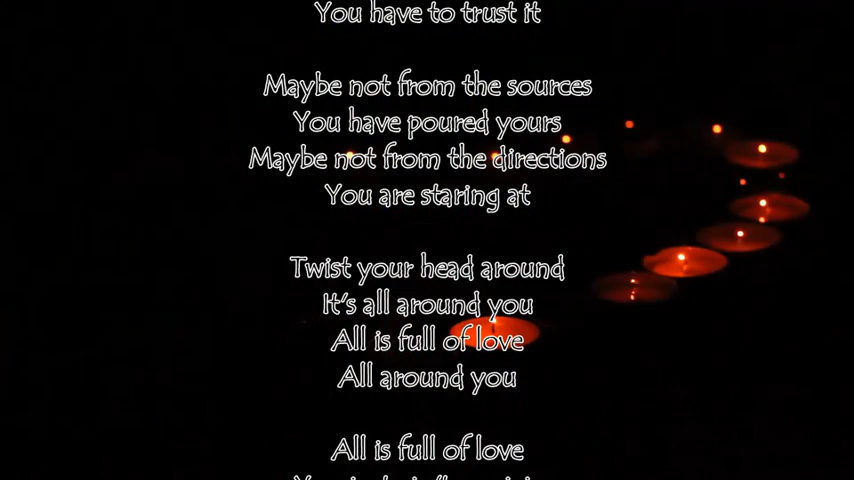 You have to trust it
Maybe not from the sources
You have poured yours
Maybe not from the directions
You are staring at
Twist your head around
It's all around you
All is full of love
All around you
All is full of love